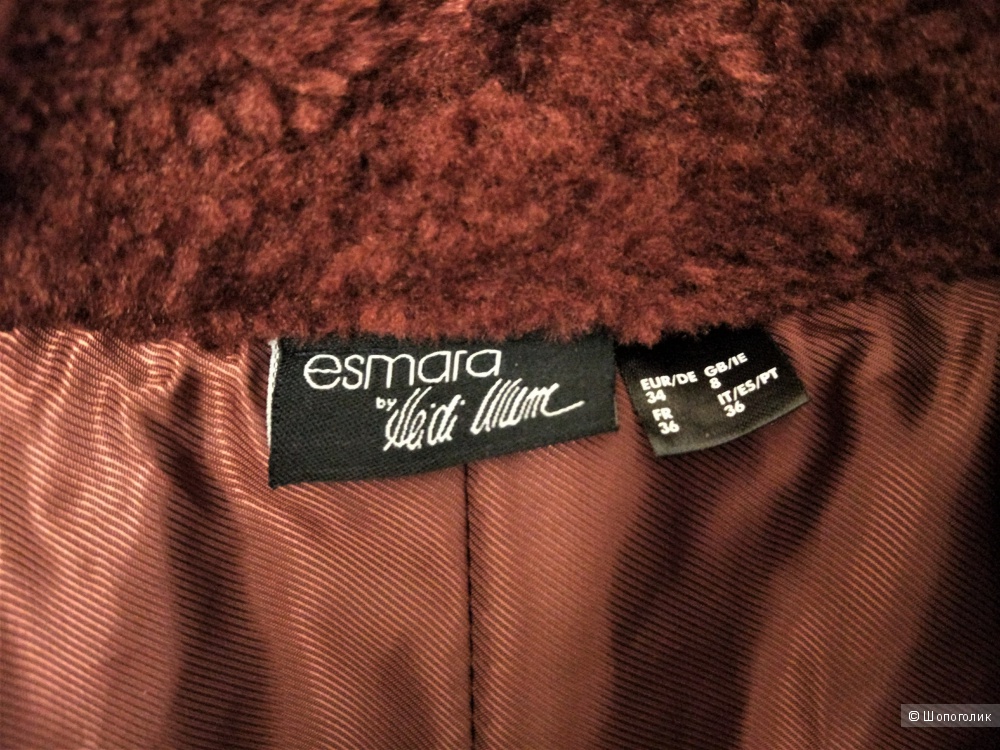 esmara
by Heidi Klum
EUR/DE GB/IE
34 8
FR IT/ES/PT
36 36
© Шопоголик